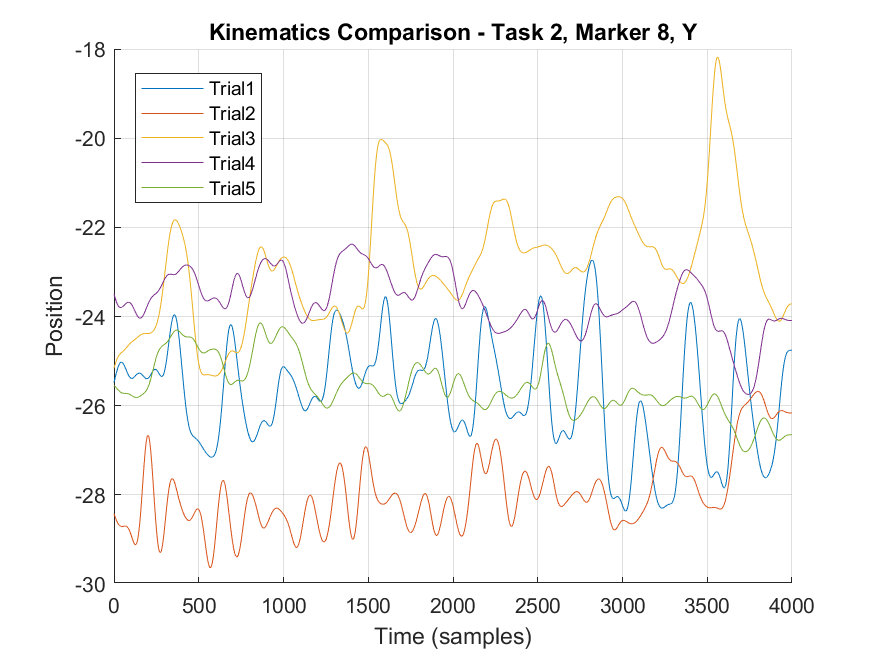 Kinematics Comparison - Task 2, Marker 8, Y
-18
-20
-22
-24
-26
-28
-30
Position
Trial1
Trial2
Trial3
Trial4
Trial5
0 500 1000 1500 2000 2500 3000 3500 4000
Time (samples)